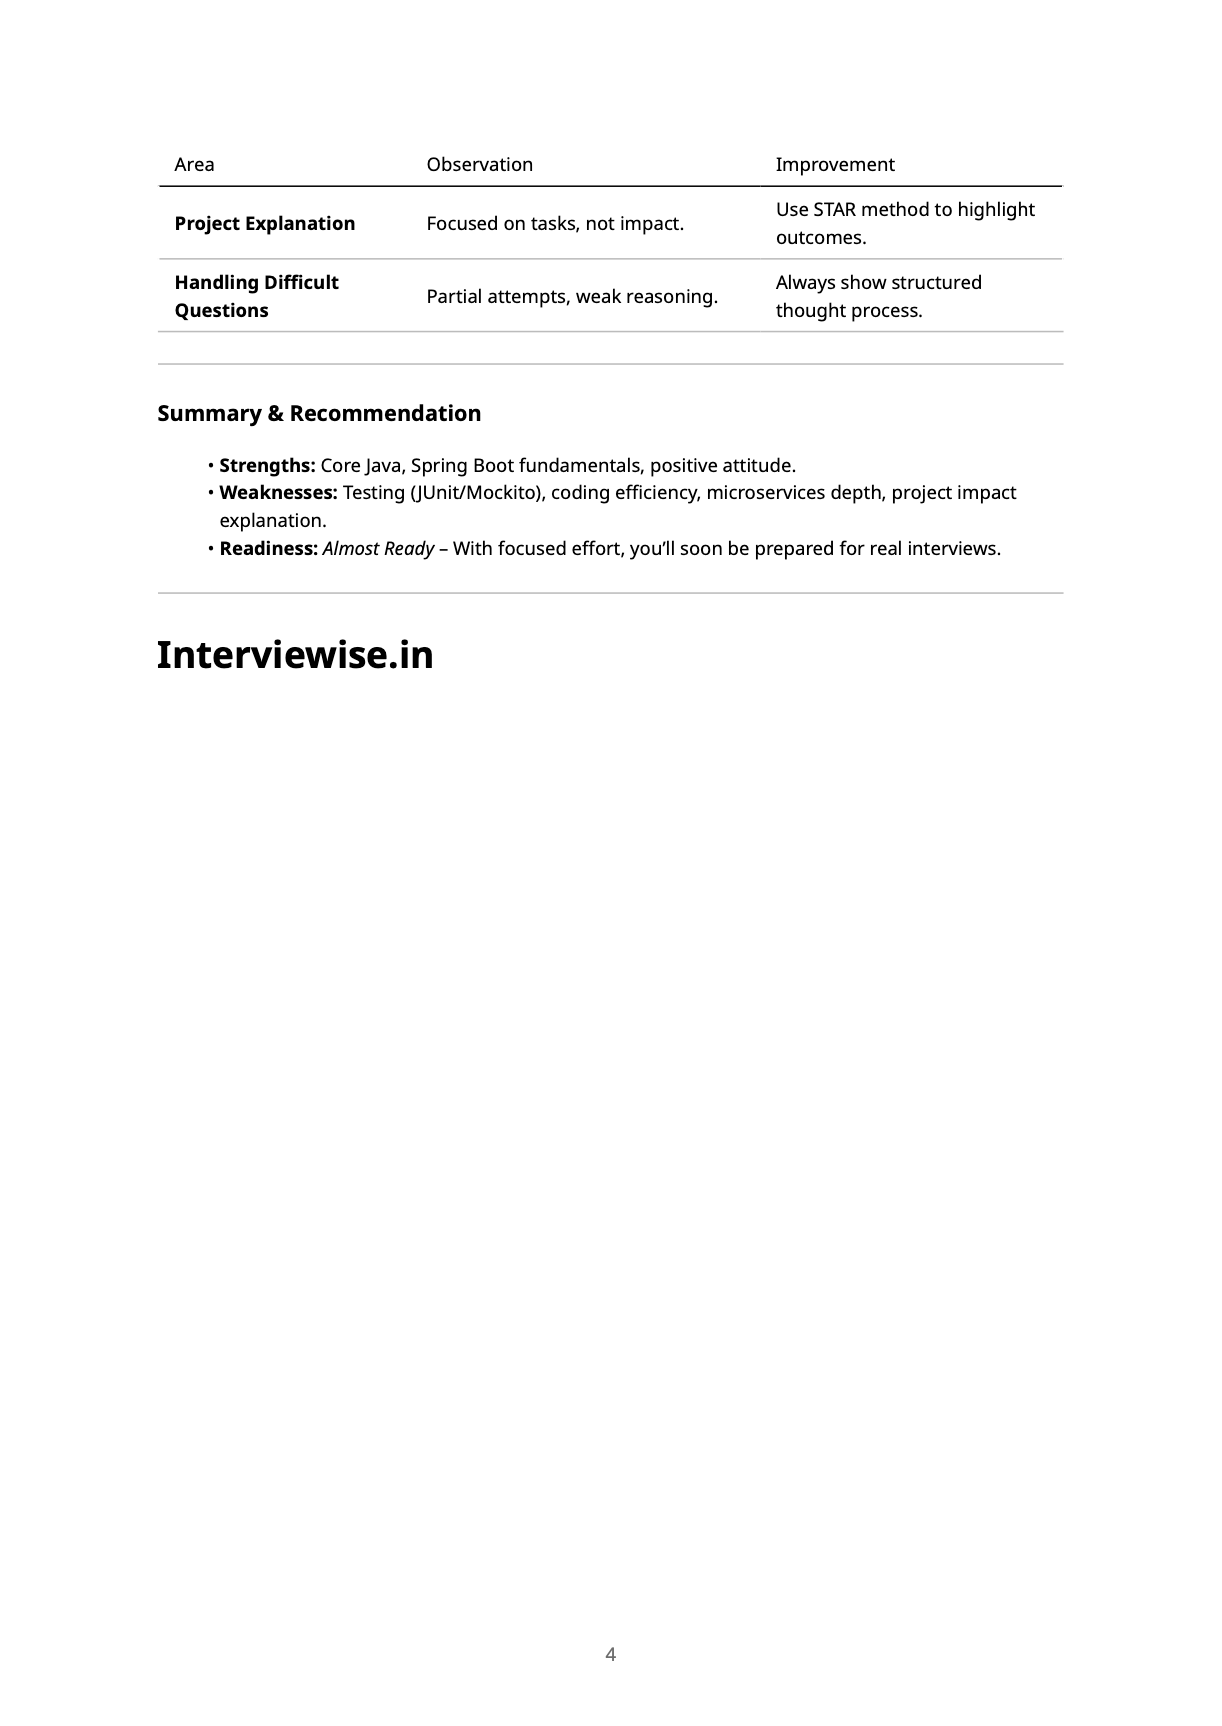 Area Observation Improvement
Project Explanation Focused on tasks, not impact. Use STAR method to highlight
outcomes.
Handling Difficult
Questions Partial attempts, weak reasoning. Always show structured
thought process.
Summary & Recommendation
• Strengths: Core Java, Spring Boot fundamentals, positive attitude.
• Weaknesses: Testing (JUnit/Mockito), coding efficiency, microservices depth, project impact
explanation.
• Readiness: Almost Ready – With focused effort, you’ll soon be prepared for real interviews.
Interviewise.in
4